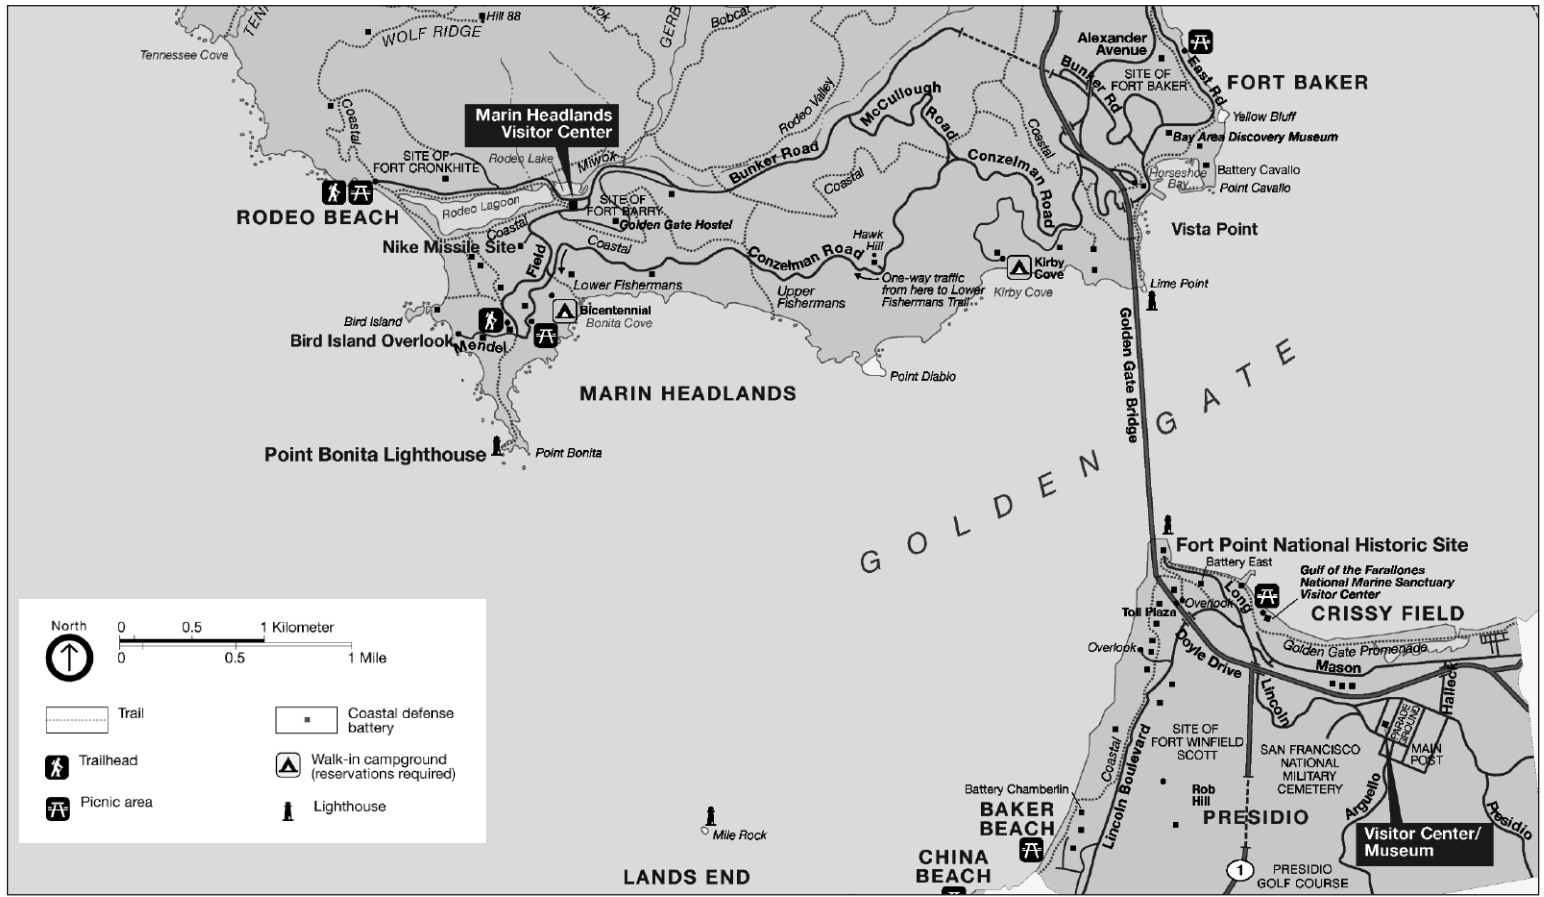 Hill 88
WOLF RIDGE
Bobcat
Tennessee Cove
Coastal
Marin Headlands
Visitor Center
SITE OF
FORT CRONKHITE
Rodeo Lake
Miwok
Rodeo Valley
Bunker Road
McCullough
Road
Coastal
Conzelman Road
Coastal
Alexander
Avenue
Bunker Rd
SITE OF
FORT BAKER
East Rd
FORT BAKER
Yellow Bluff
Bay Area Discovery Museum
Horseshoe
Bay
Battery Cavallo
Point Cavallo
Vista Point
RODEO BEACH
Rodeo Lagoon
SITE OF
FORT BARRY
Golden Gate Hostel
Coastal
Nike Missile Site
Field
Coastal
Conzelman Road
Hawk
Hill
One-way traffic
from here to Lower
Fishermans Trail
Kirby
Cove
Kirby Cove
Lime Point
Lower Fishermans
Upper
Fishermans
Bicentennial
Bonita Cove
Bird Island
Bird Island Overlook
Mendel
Point Diablo
MARIN HEADLANDS
Golden Gate Bridge
GOLDEN GATE
Point Bonita Lighthouse
Point Bonita
Fort Point National Historic Site
Battery East
Gulf of the Farallones
National Marine Sanctuary
Visitor Center
CRISSY FIELD
Long
Overlook
Toll Plaza
Overlook
Doyle Drive
Golden Gate Promenade
Mason
Lincoln
Halleck
PARADE
GROUND
MAIN
POST
SITE OF
FORT WINFIELD
SCOTT
SAN FRANCISCO
NATIONAL
MILITARY
CEMETERY
Coastal
Lincoln Boulevard
Rob
Hill
PRESIDIO
Arguello
Presidio
Visitor Center/
Museum
Battery Chamberlin
BAKER
BEACH
CHINA
BEACH
1
PRESIDIO
GOLF COURSE
Mile Rock
LANDS END
North
0 0.5 1 Kilometer
0 0.5 1 Mile
Trail
Coastal defense
battery
Trailhead
Walk-in campground
(reservations required)
Picnic area
Lighthouse